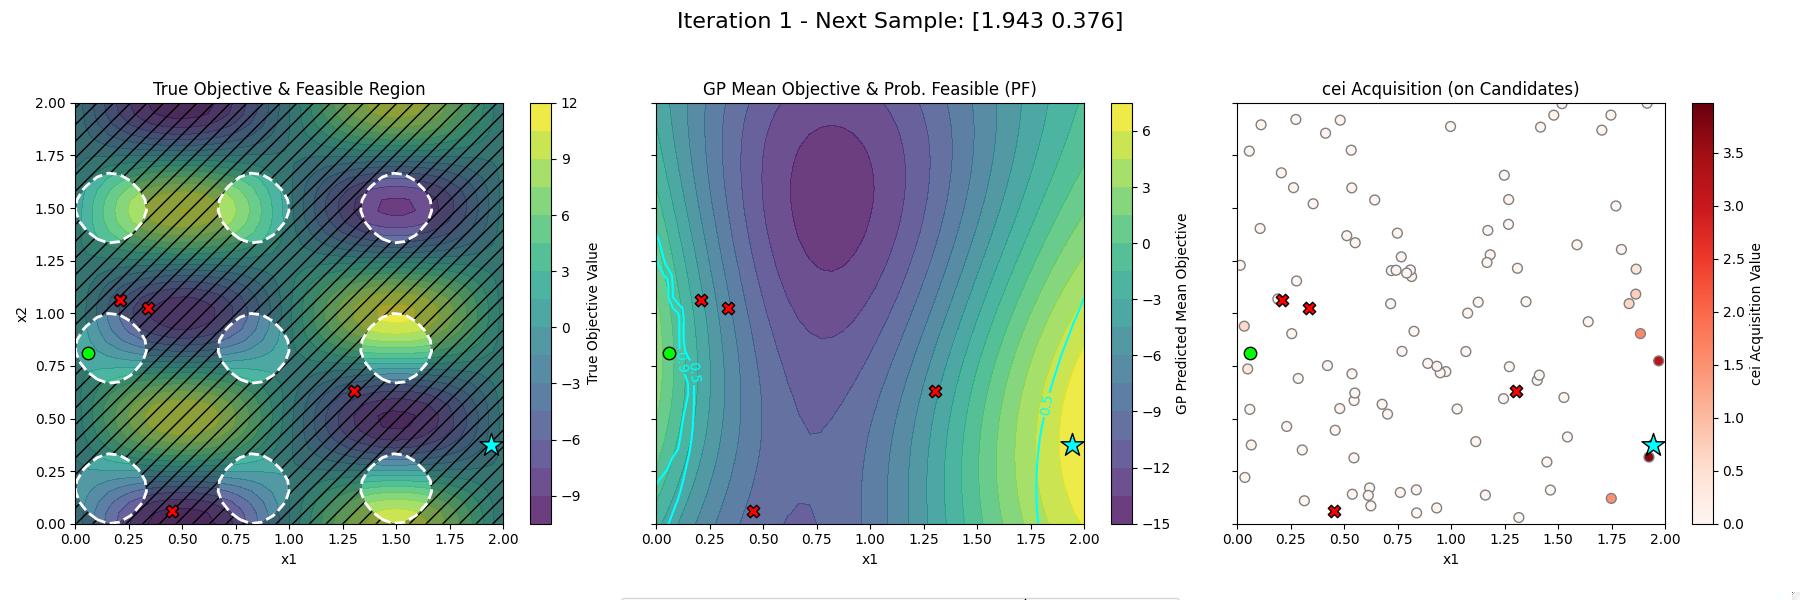 Iteration 1 - Next Sample: [1.943 0.376]
True Objective & Feasible Region
GP Mean Objective & Prob. Feasible (PF)
cei Acquisition (on Candidates)
2.00
1.75
1.50
1.25
1.00
0.75
0.50
0.25
0.00
x2
0.00 0.25 0.50 0.75 1.00 1.25 1.50 1.75 2.00
x1
12
9
6
3
0
−3
−6
−9
True Objective Value
0.9
0.5
0.5
0.00 0.25 0.50 0.75 1.00 1.25 1.50 1.75 2.00
x1
6
3
0
−3
−6
−9
−12
−15
GP Predicted Mean Objective
0.00 0.25 0.50 0.75 1.00 1.25 1.50 1.75 2.00
x1
3.5
3.0
2.5
2.0
1.5
1.0
0.5
0.0
cei Acquisition Value